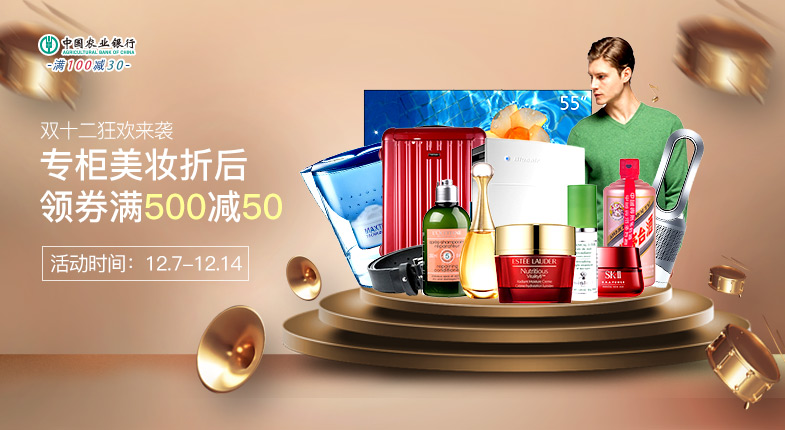 中国农业银行
AGRICULTURAL BANK OF CHINA
-满100减30-
双十二狂欢来袭
专柜美妆折后
领券满500减50
活动时间：12.7–12.14
55"
ESTĒE LAUDER
Nutritious
SK-II